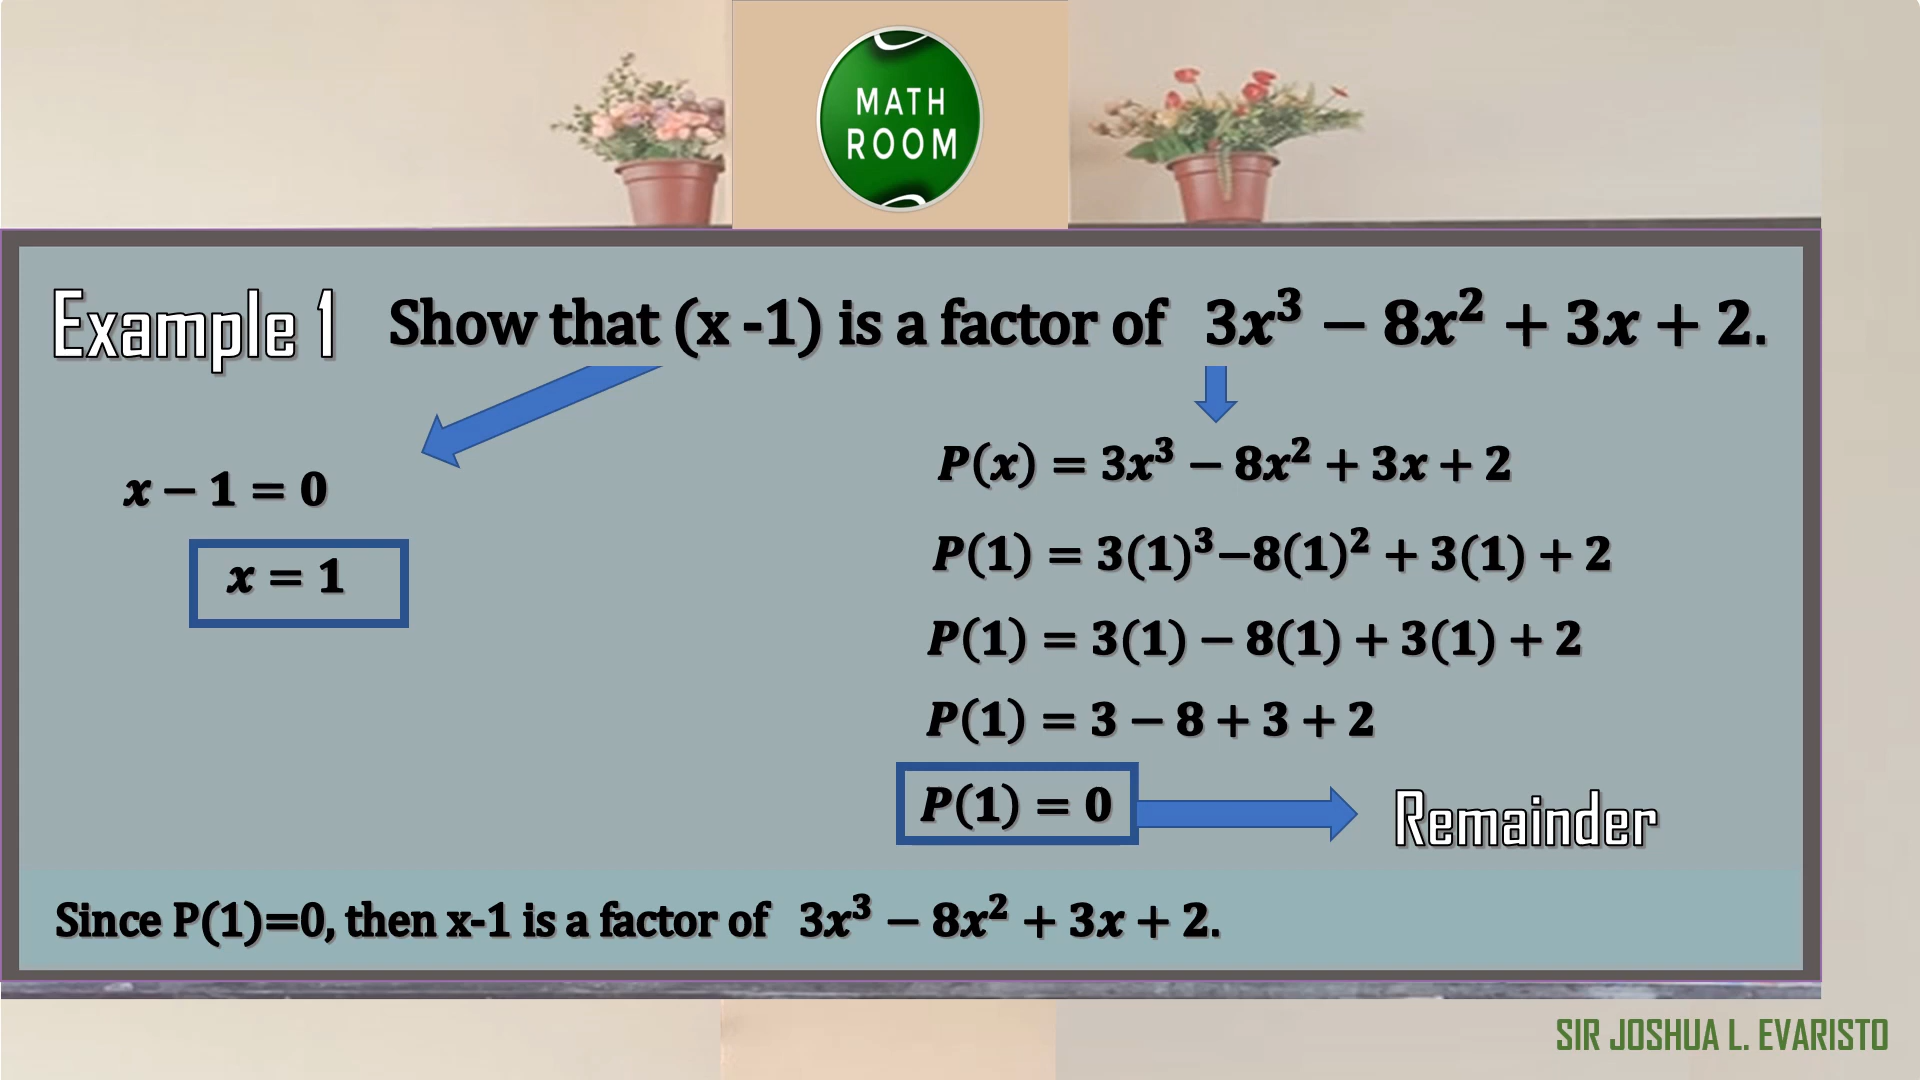 MATH
ROOM
Example 1 Show that (x -1) is a factor of 3x³ − 8x² + 3x + 2.
x − 1 = 0
x = 1
P(x) = 3x³ − 8x² + 3x + 2
P(1) = 3(1)³−8(1)² + 3(1) + 2
P(1) = 3(1) − 8(1) + 3(1) + 2
P(1) = 3 − 8 + 3 + 2
P(1) = 0 Remainder
Since P(1)=0, then x-1 is a factor of 3x³ − 8x² + 3x + 2.
SIR JOSHUA L. EVARISTO